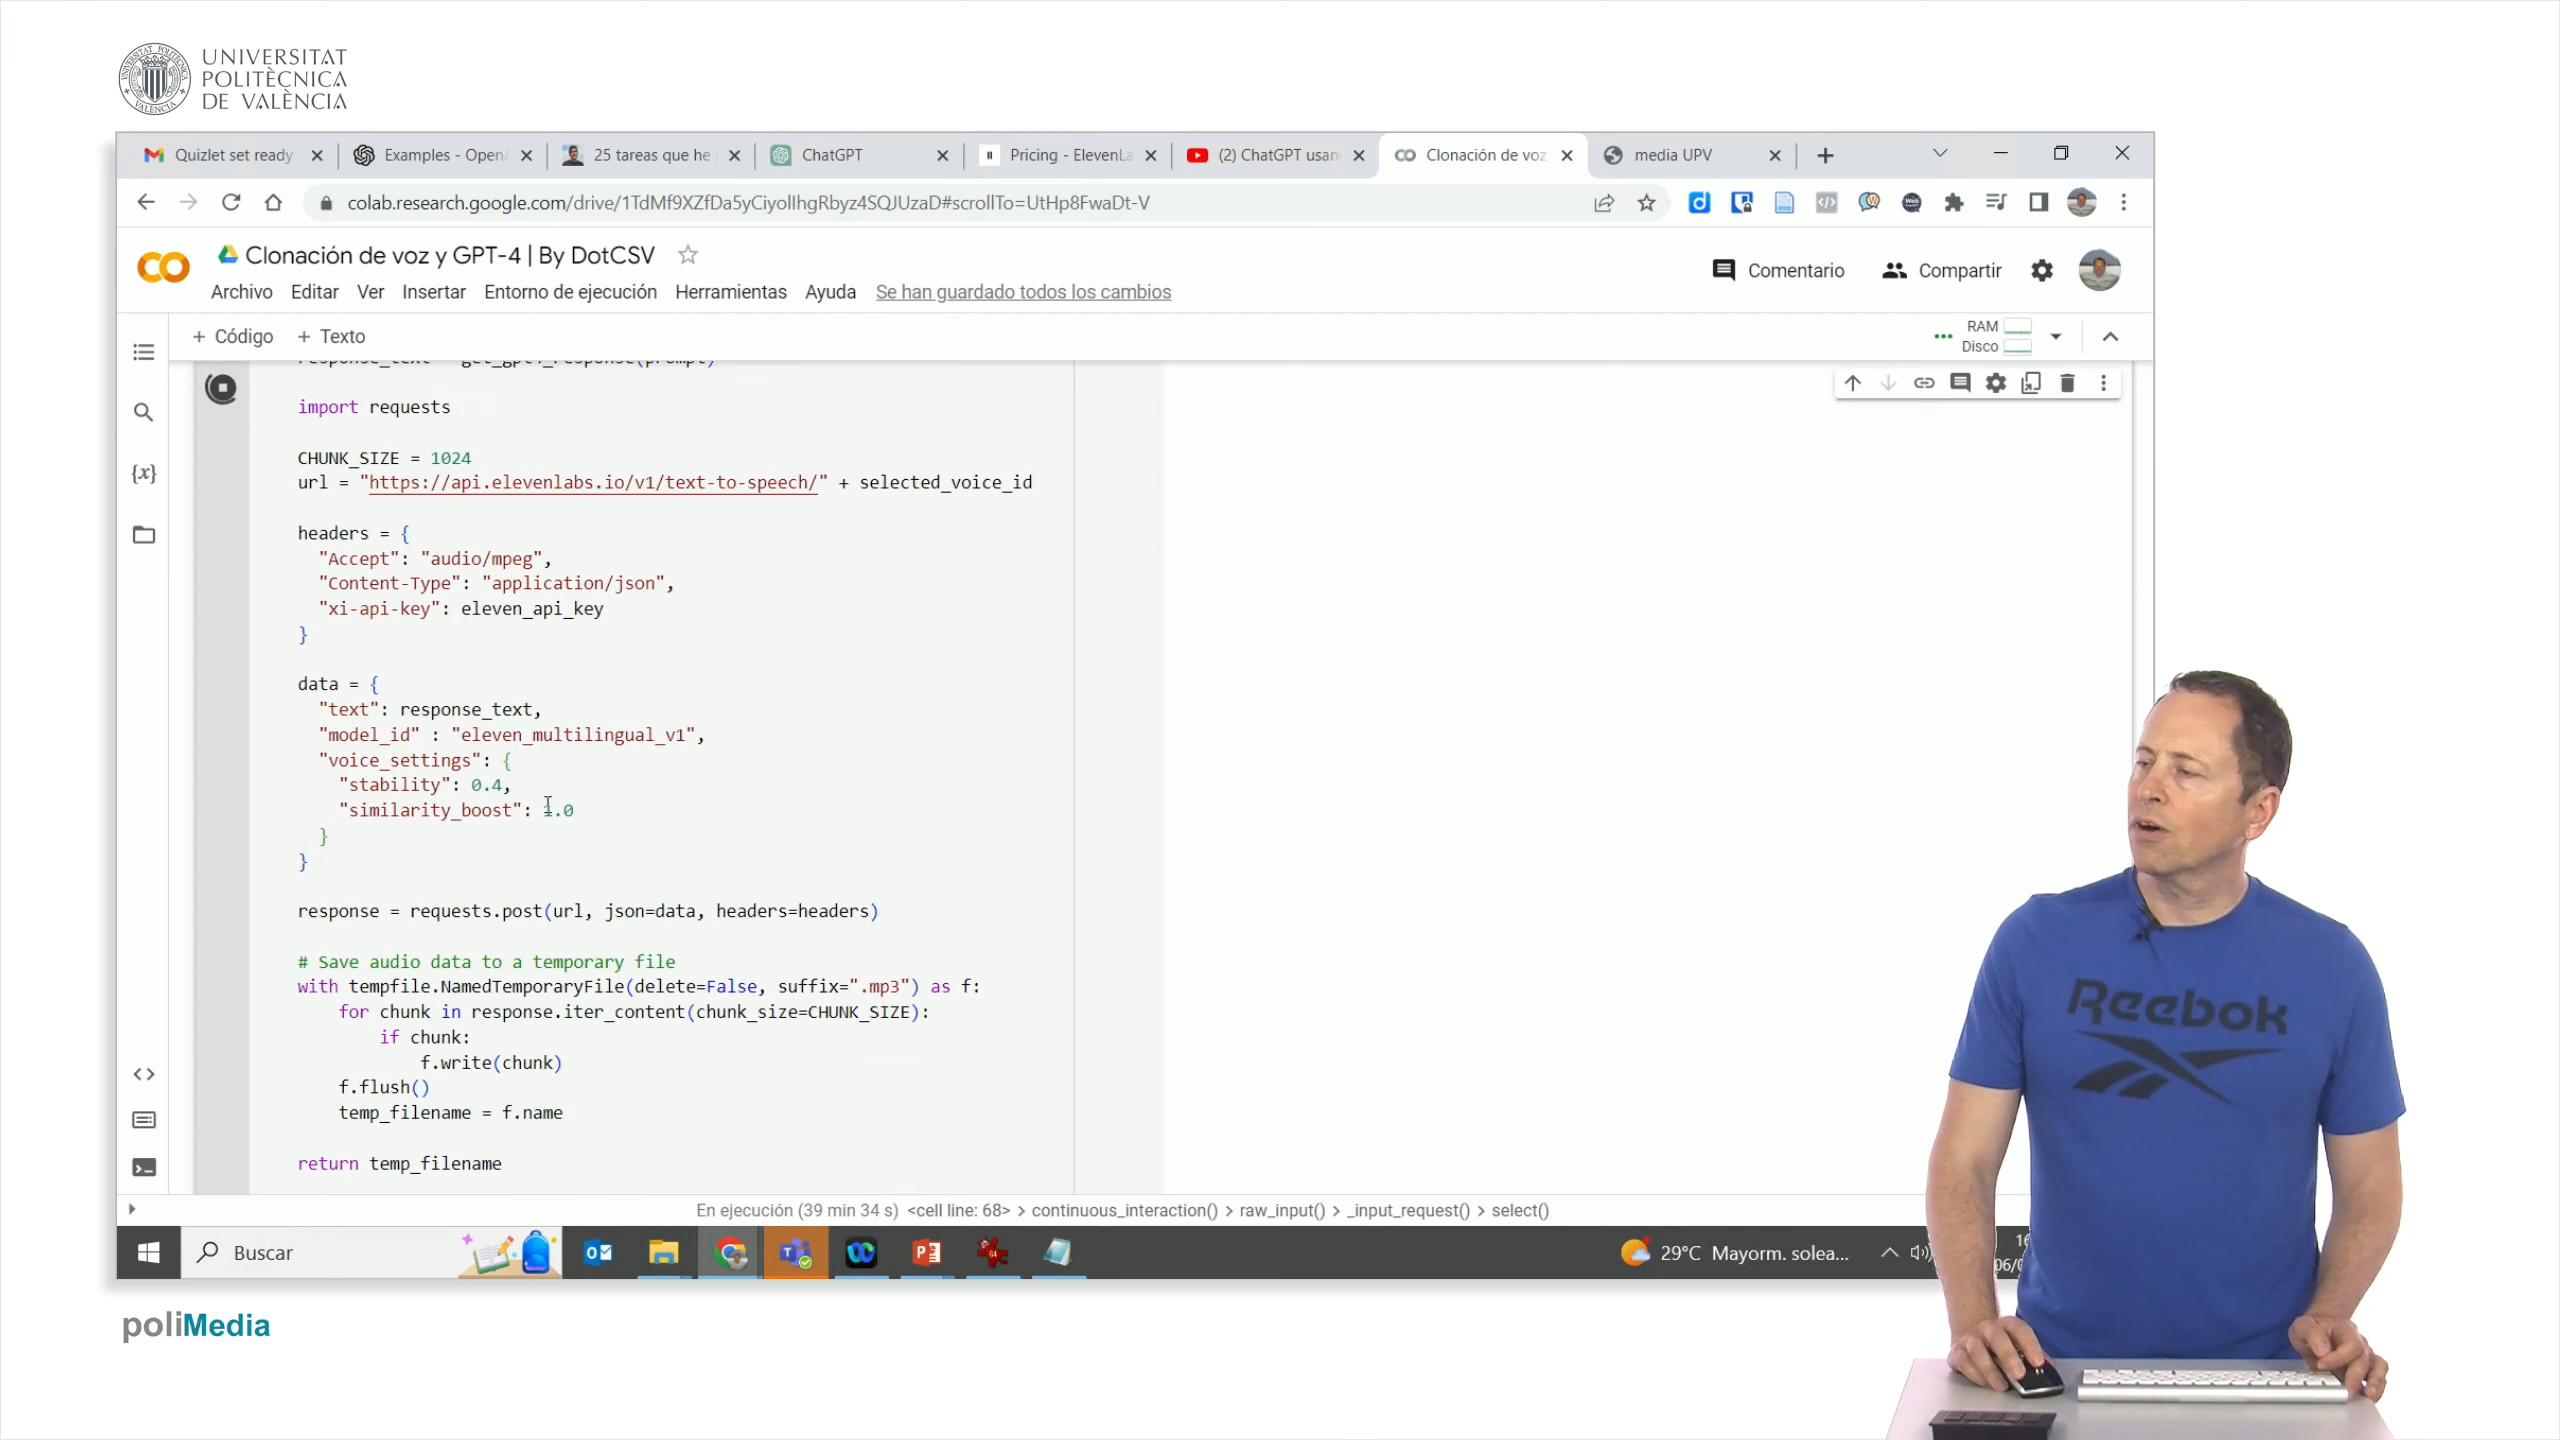 UNIVERSITAT
POLITÈCNICA
DE VALÈNCIA
Quizlet set ready
Examples - OpenA
25 tareas que he
ChatGPT
Pricing - ElevenLa
(2) ChatGPT usan
Clonación de voz
media UPV
colab.research.google.com/drive/1TdMf9XZfDa5yCiyolIhgRbyz4SQJUzaD#scrollTo=UtHp8FwaDt-V
Clonación de voz y GPT-4 | By DotCSV
Comentario
Compartir
Archivo Editar Ver Insertar Entorno de ejecución Herramientas Ayuda Se han guardado todos los cambios
+ Código + Texto
RAM
Disco
response_text = get_gpt4_response(prompt)
import requests
CHUNK_SIZE = 1024
url = "https://api.elevenlabs.io/v1/text-to-speech/" + selected_voice_id
headers = {
"Accept": "audio/mpeg",
"Content-Type": "application/json",
"xi-api-key": eleven_api_key
}
data = {
"text": response_text,
"model_id" : "eleven_multilingual_v1",
"voice_settings": {
"stability": 0.4,
"similarity_boost": 1.0
}
}
response = requests.post(url, json=data, headers=headers)
# Save audio data to a temporary file
with tempfile.NamedTemporaryFile(delete=False, suffix=".mp3") as f:
for chunk in response.iter_content(chunk_size=CHUNK_SIZE):
if chunk:
f.write(chunk)
f.flush()
temp_filename = f.name
return temp_filename
En ejecución (39 min 34 s) <cell line: 68> > continuous_interaction() > raw_input() > _input_request() > select()
Buscar
29°C Mayorm. solea...
Reebok
poliMedia